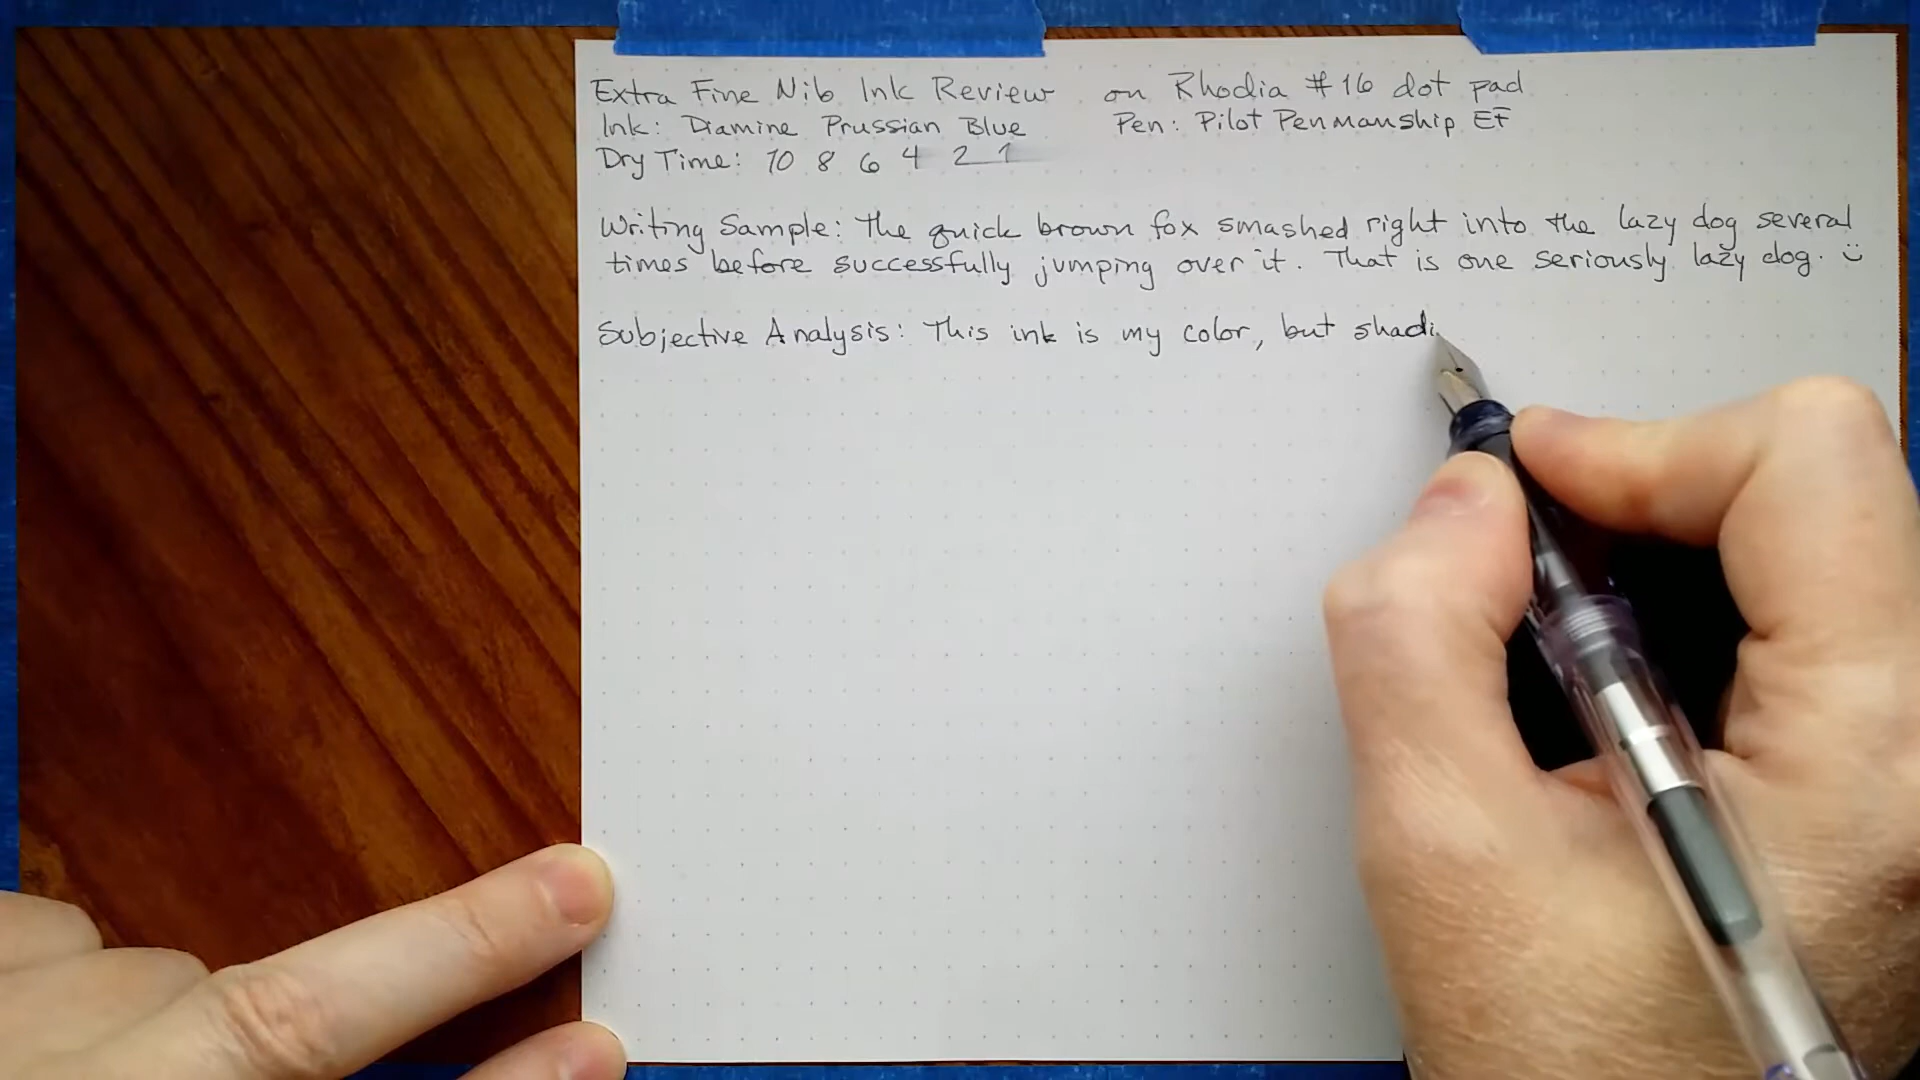 Extra Fine Nib Ink Review on Rhodia #16 dot pad
Ink: Diamine Prussian Blue Pen: Pilot Penmanship EF
Dry Time: 10 8 6 4 2 1
Writing Sample: The quick brown fox smashed right into the lazy dog several
times before successfully jumping over it. That is one seriously lazy dog. :)
Subjective Analysis: This ink is my color, but shadi